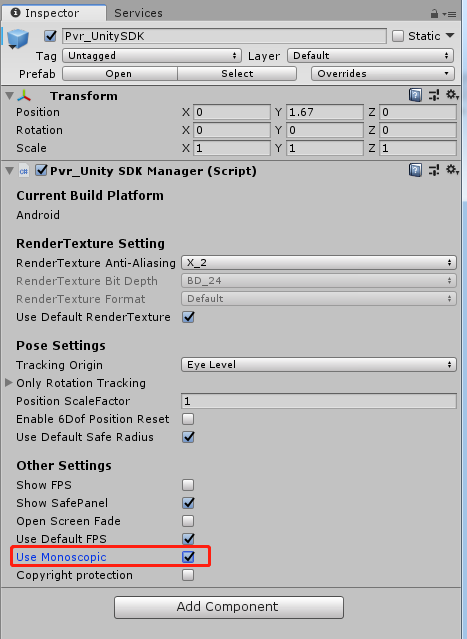 Inspector Services
Pvr_UnitySDK Static
Tag Untagged Layer Default
Prefab Open Select Overrides
Transform
Position X 0 Y 1.67 Z 0
Rotation X 0 Y 0 Z 0
Scale X 1 Y 1 Z 1
Pvr_Unity SDK Manager (Script)
Current Build Platform
Android
RenderTexture Setting
RenderTexture Anti-Aliasing X_2
RenderTexture Bit Depth BD_24
RenderTexture Format Default
Use Default RenderTexture
Pose Settings
Tracking Origin Eye Level
Only Rotation Tracking
Position ScaleFactor 1
Enable 6Dof Position Reset
Use Default Safe Radius
Other Settings
Show FPS
Show SafePanel
Open Screen Fade
Use Default FPS
Use Monoscopic
Copyright protection
Add Component